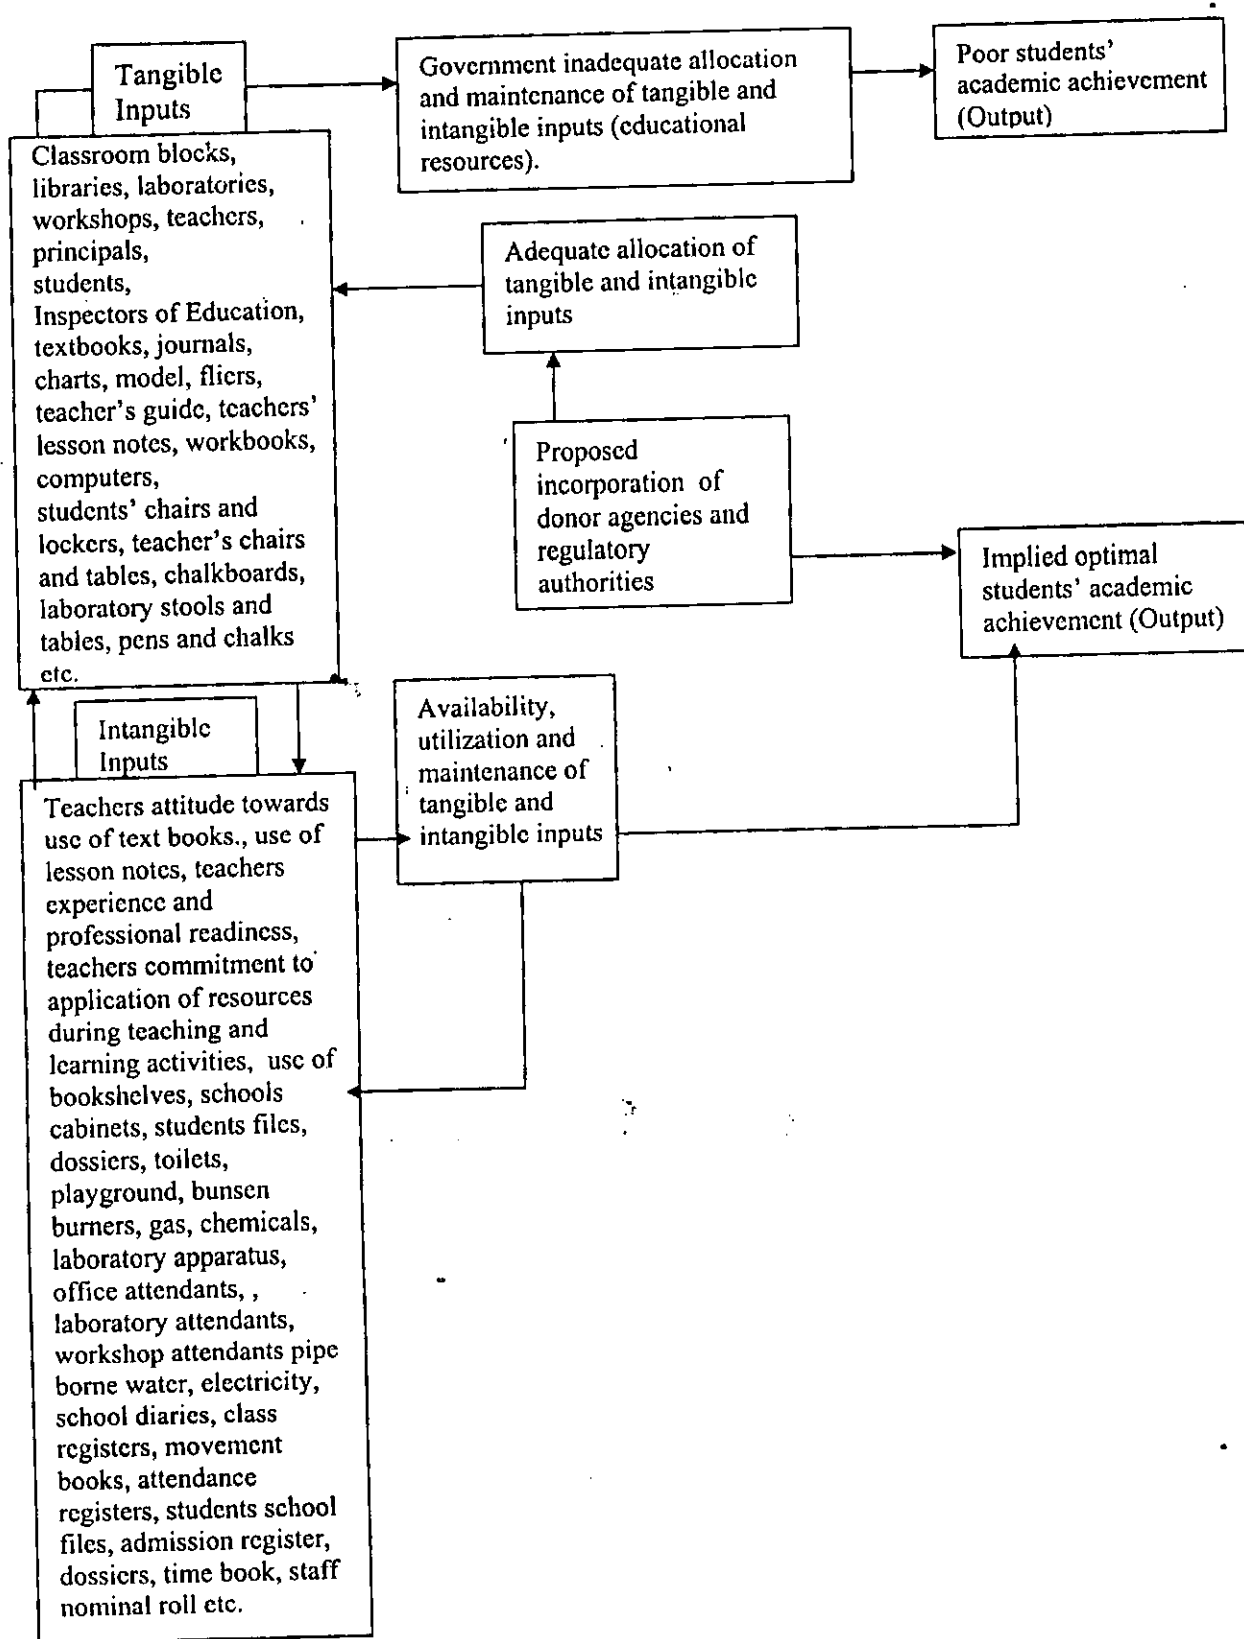 Tangible
Inputs
Government inadequate allocation
and maintenance of tangible and
intangible inputs (educational
resources).
Poor students'
academic achievement
(Output)
Classroom blocks,
libraries, laboratories,
workshops, teachers,
principals,
students,
Inspectors of Education,
textbooks, journals,
charts, model, fliers,
teacher's guide, teachers'
lesson notes, workbooks,
computers,
students' chairs and
lockers, teacher's chairs
and tables, chalkboards,
laboratory stools and
tables, pens and chalks
etc.
Adequate allocation of
tangible and intangible
inputs
Proposed
incorporation of
donor agencies and
regulatory
authorities
Implied optimal
students' academic
achievement (Output)
Intangible
Inputs
Availability,
utilization and
maintenance of
tangible and
intangible inputs
Teachers attitude towards
use of text books., use of
lesson notes, teachers
experience and
professional readiness,
teachers commitment to
application of resources
during teaching and
learning activities, use of
bookshelves, schools
cabinets, students files,
dossiers, toilets,
playground, bunsen
burners, gas, chemicals,
laboratory apparatus,
office attendants, ,
laboratory attendants,
workshop attendants pipe
borne water, electricity,
school diaries, class
registers, movement
books, attendance
registers, students school
files, admission register,
dossiers, time book, staff
nominal roll etc.